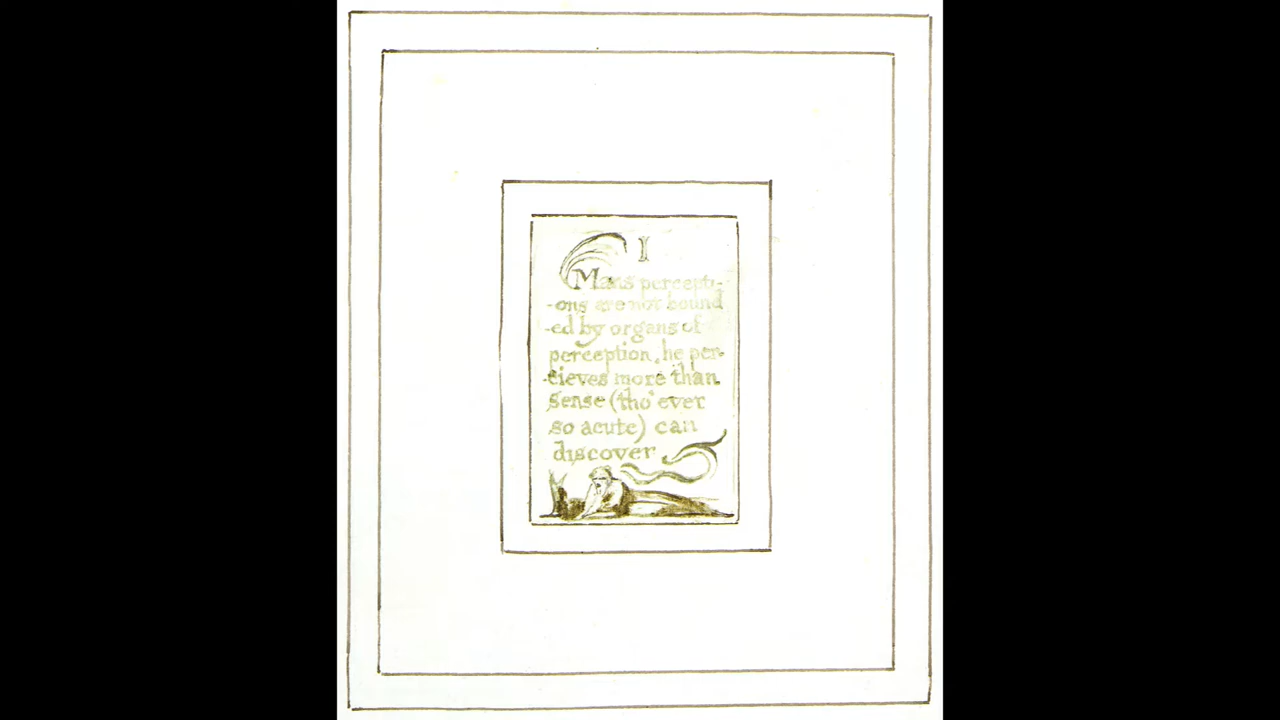 I
Mans percepti-
-ons are not bound
-ed by organs of
perception, he per-
-cieves more than
sense (tho' ever
so acute) can
discover